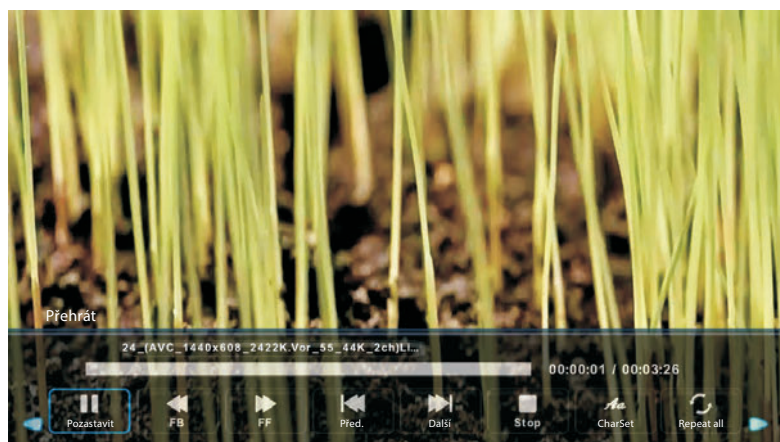 Přehrát
24_(AVC_1440x608_2422K.Vor_55_44K_2ch)LI...
00:00:01 / 00:03:26
Pozastavit FB FF Před. Další Stop Aa CharSet Repeat all